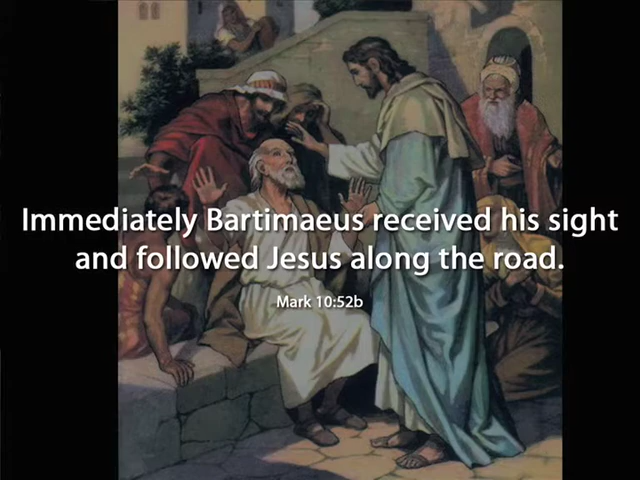 Immediately Bartimaeus received his sight
and followed Jesus along the road.
Mark 10:52b